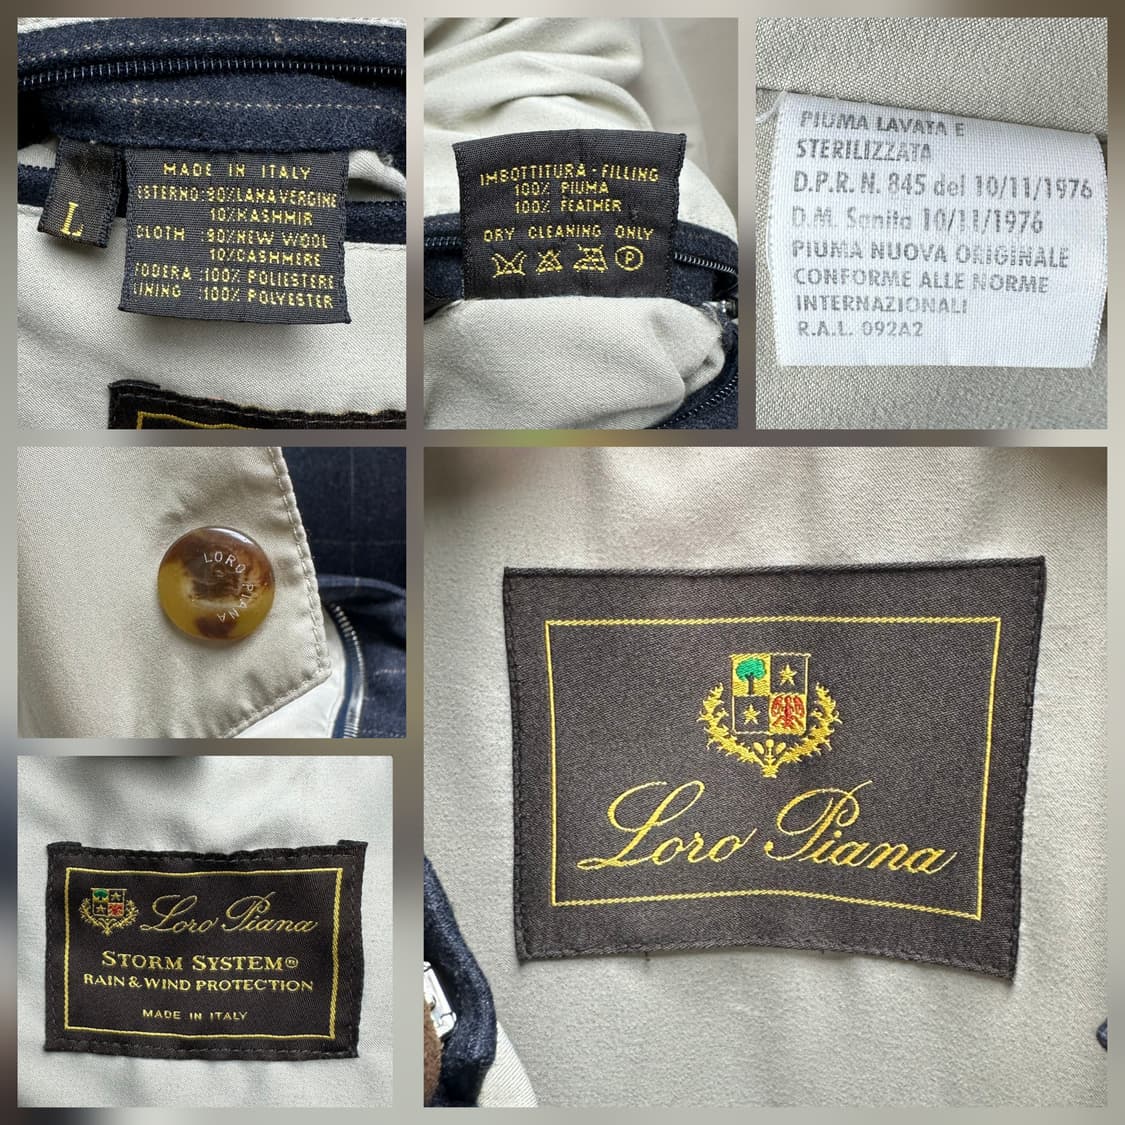 L
MADE IN ITALY
ESTERNO:90%LANA VERGINE
10%KASHMIR
CLOTH :90%NEW WOOL
10%CASHMERE
FODERA :100% POLIESTERE
LINING :100% POLYESTER
IMBOTTITURA-FILLING
100% PIUMA
100% FEATHER
DRY CLEANING ONLY
P
PIUMA LAVATA E
STERILIZZATA
D.P.R. N. 845 del 10/11/1976
D.M. Sanita 10/11/1976
PIUMA NUOVA ORIGINALE
CONFORME ALLE NORME
INTERNAZIONALI
R.A.L. 092A2
LORO PIANA
Loro Piana
Loro Piana
STORM SYSTEM®
RAIN & WIND PROTECTION
MADE IN ITALY